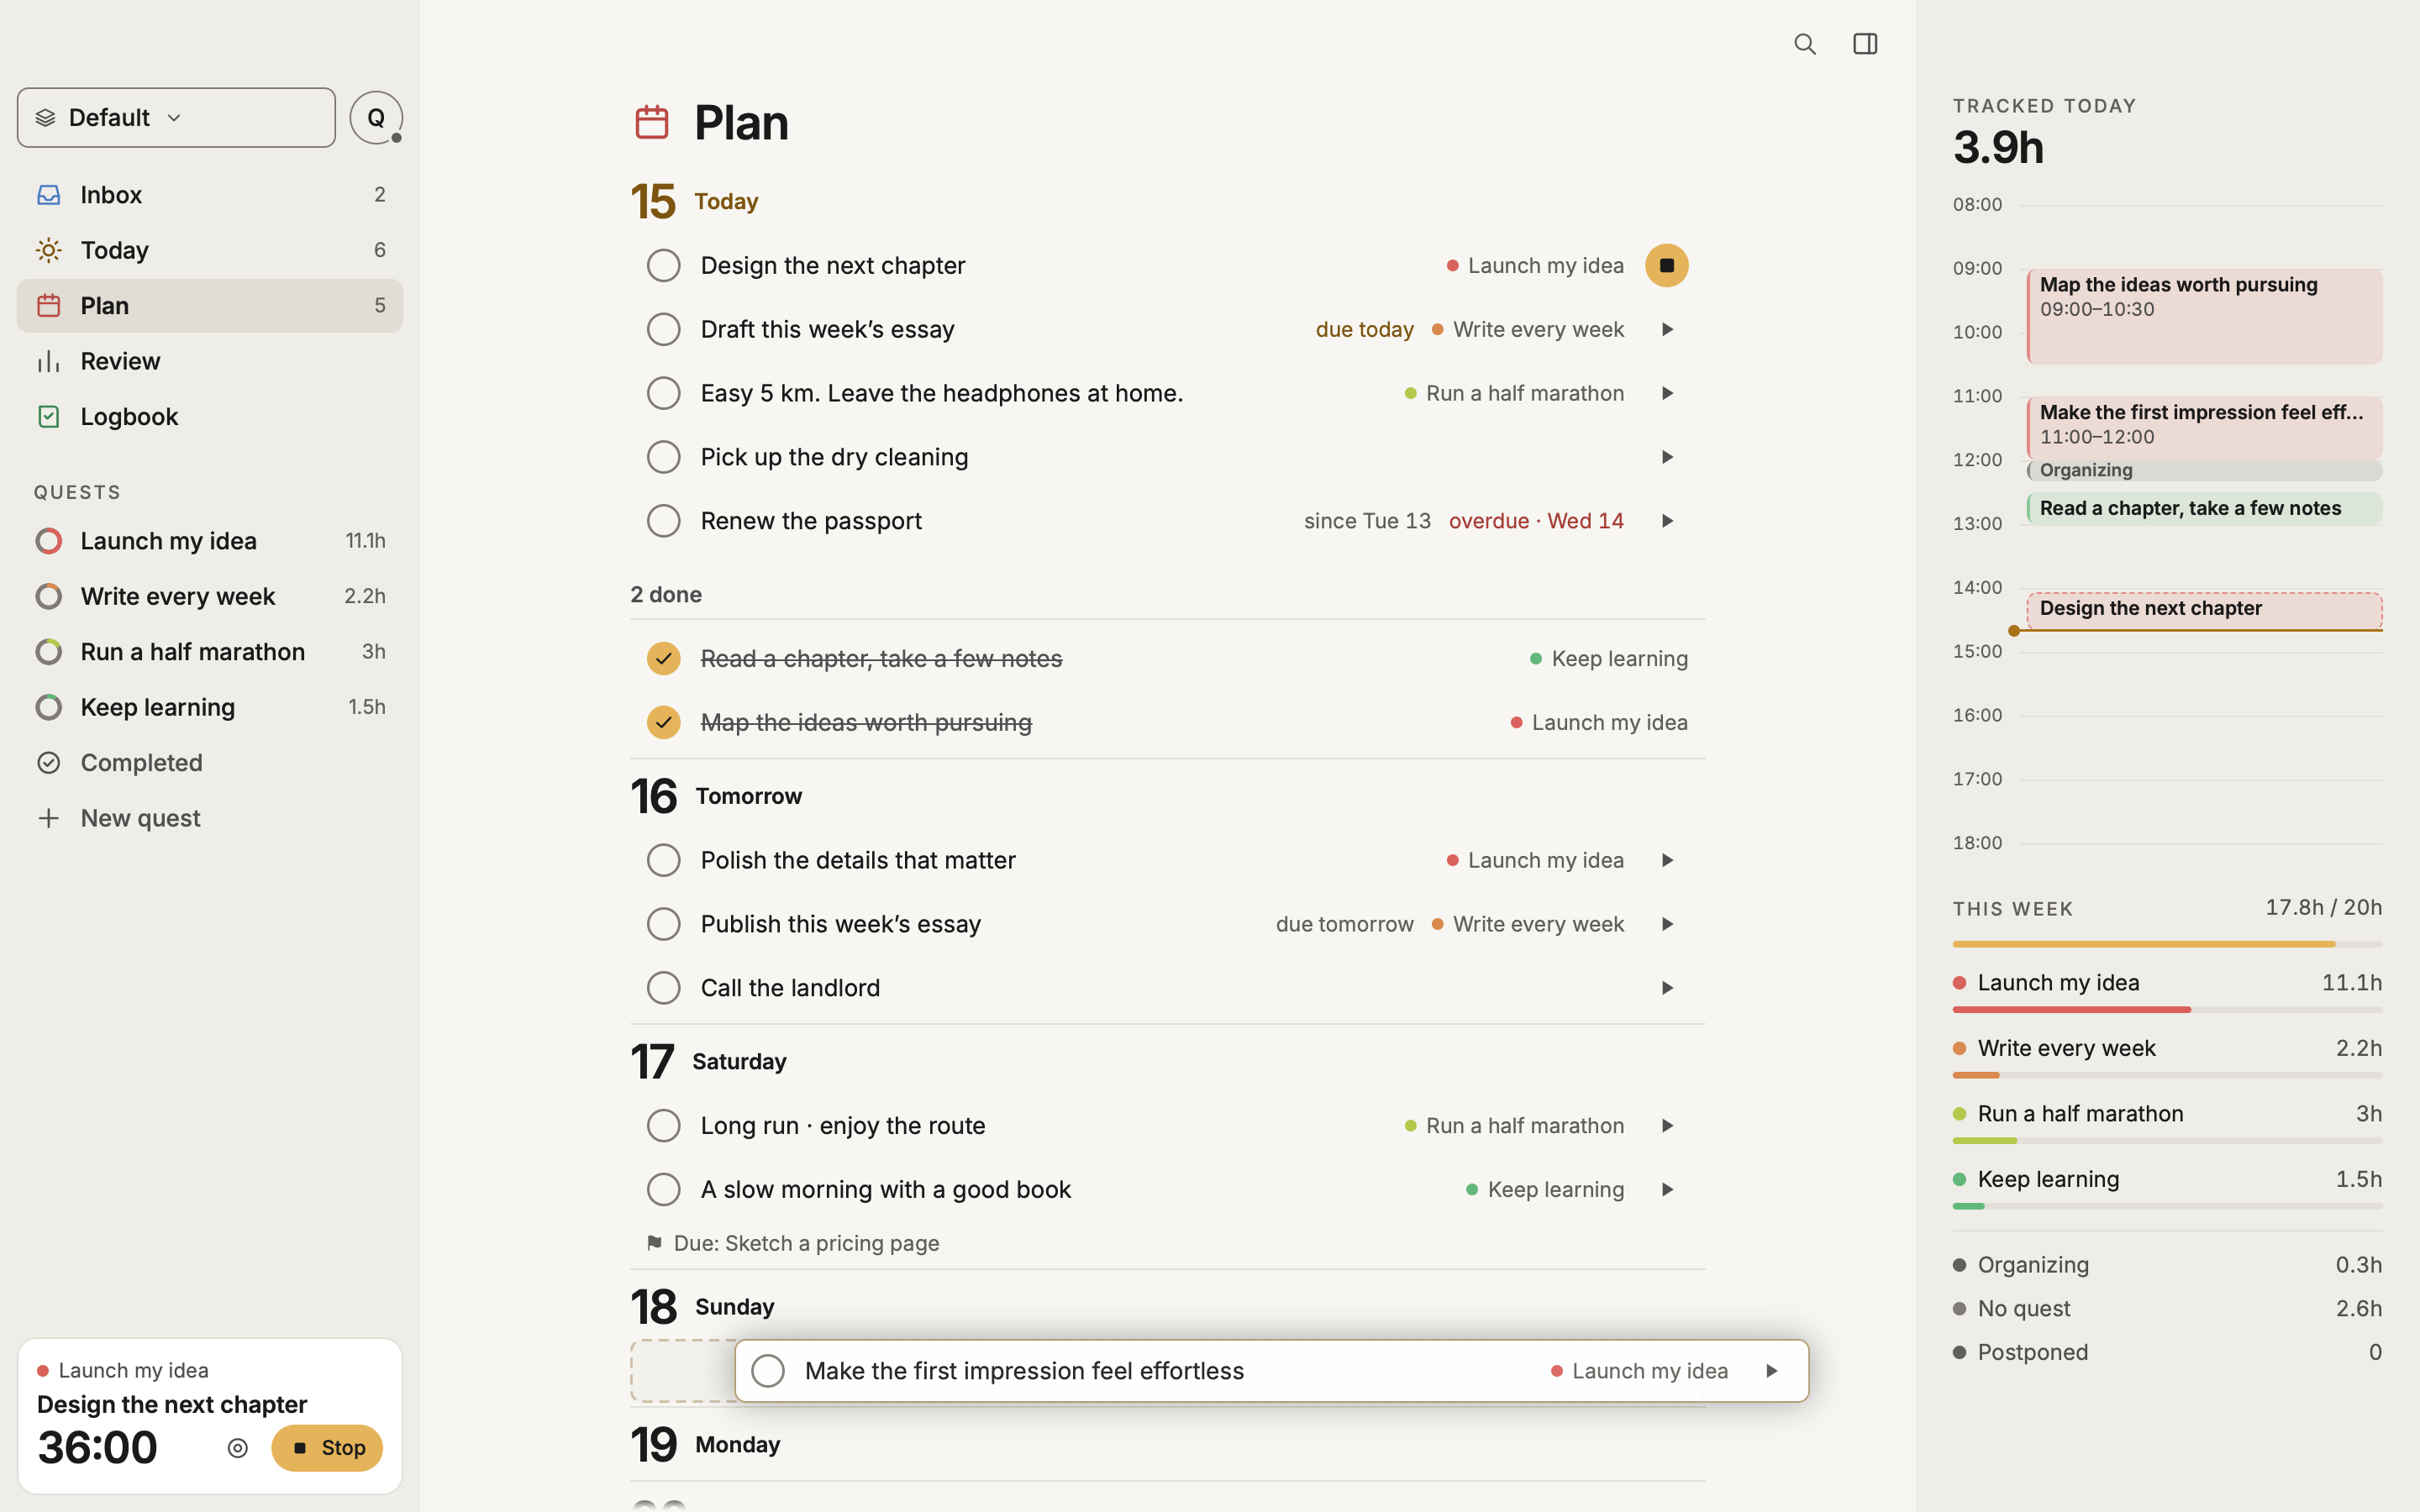 Default
Q
Inbox 2
Today 6
Plan 5
Review
Logbook
QUESTS
Launch my idea 11.1h
Write every week 2.2h
Run a half marathon 3h
Keep learning 1.5h
Completed
New quest
Launch my idea
Design the next chapter
36:00 Stop
Plan
15 Today
Design the next chapter Launch my idea
Draft this week’s essay due today Write every week
Easy 5 km. Leave the headphones at home. Run a half marathon
Pick up the dry cleaning
Renew the passport since Tue 13 overdue · Wed 14
2 done
Read a chapter, take a few notes Keep learning
Map the ideas worth pursuing Launch my idea
16 Tomorrow
Polish the details that matter Launch my idea
Publish this week’s essay due tomorrow Write every week
Call the landlord
17 Saturday
Long run · enjoy the route Run a half marathon
A slow morning with a good book Keep learning
Due: Sketch a pricing page
18 Sunday
Make the first impression feel effortless Launch my idea
19 Monday
TRACKED TODAY
3.9h
08:00
09:00
Map the ideas worth pursuing
09:00–10:30
10:00
11:00
Make the first impression feel eff...
11:00–12:00
12:00
Organizing
Read a chapter, take a few notes
13:00
14:00
Design the next chapter
15:00
16:00
17:00
18:00
THIS WEEK 17.8h / 20h
Launch my idea 11.1h
Write every week 2.2h
Run a half marathon 3h
Keep learning 1.5h
Organizing 0.3h
No quest 2.6h
Postponed 0